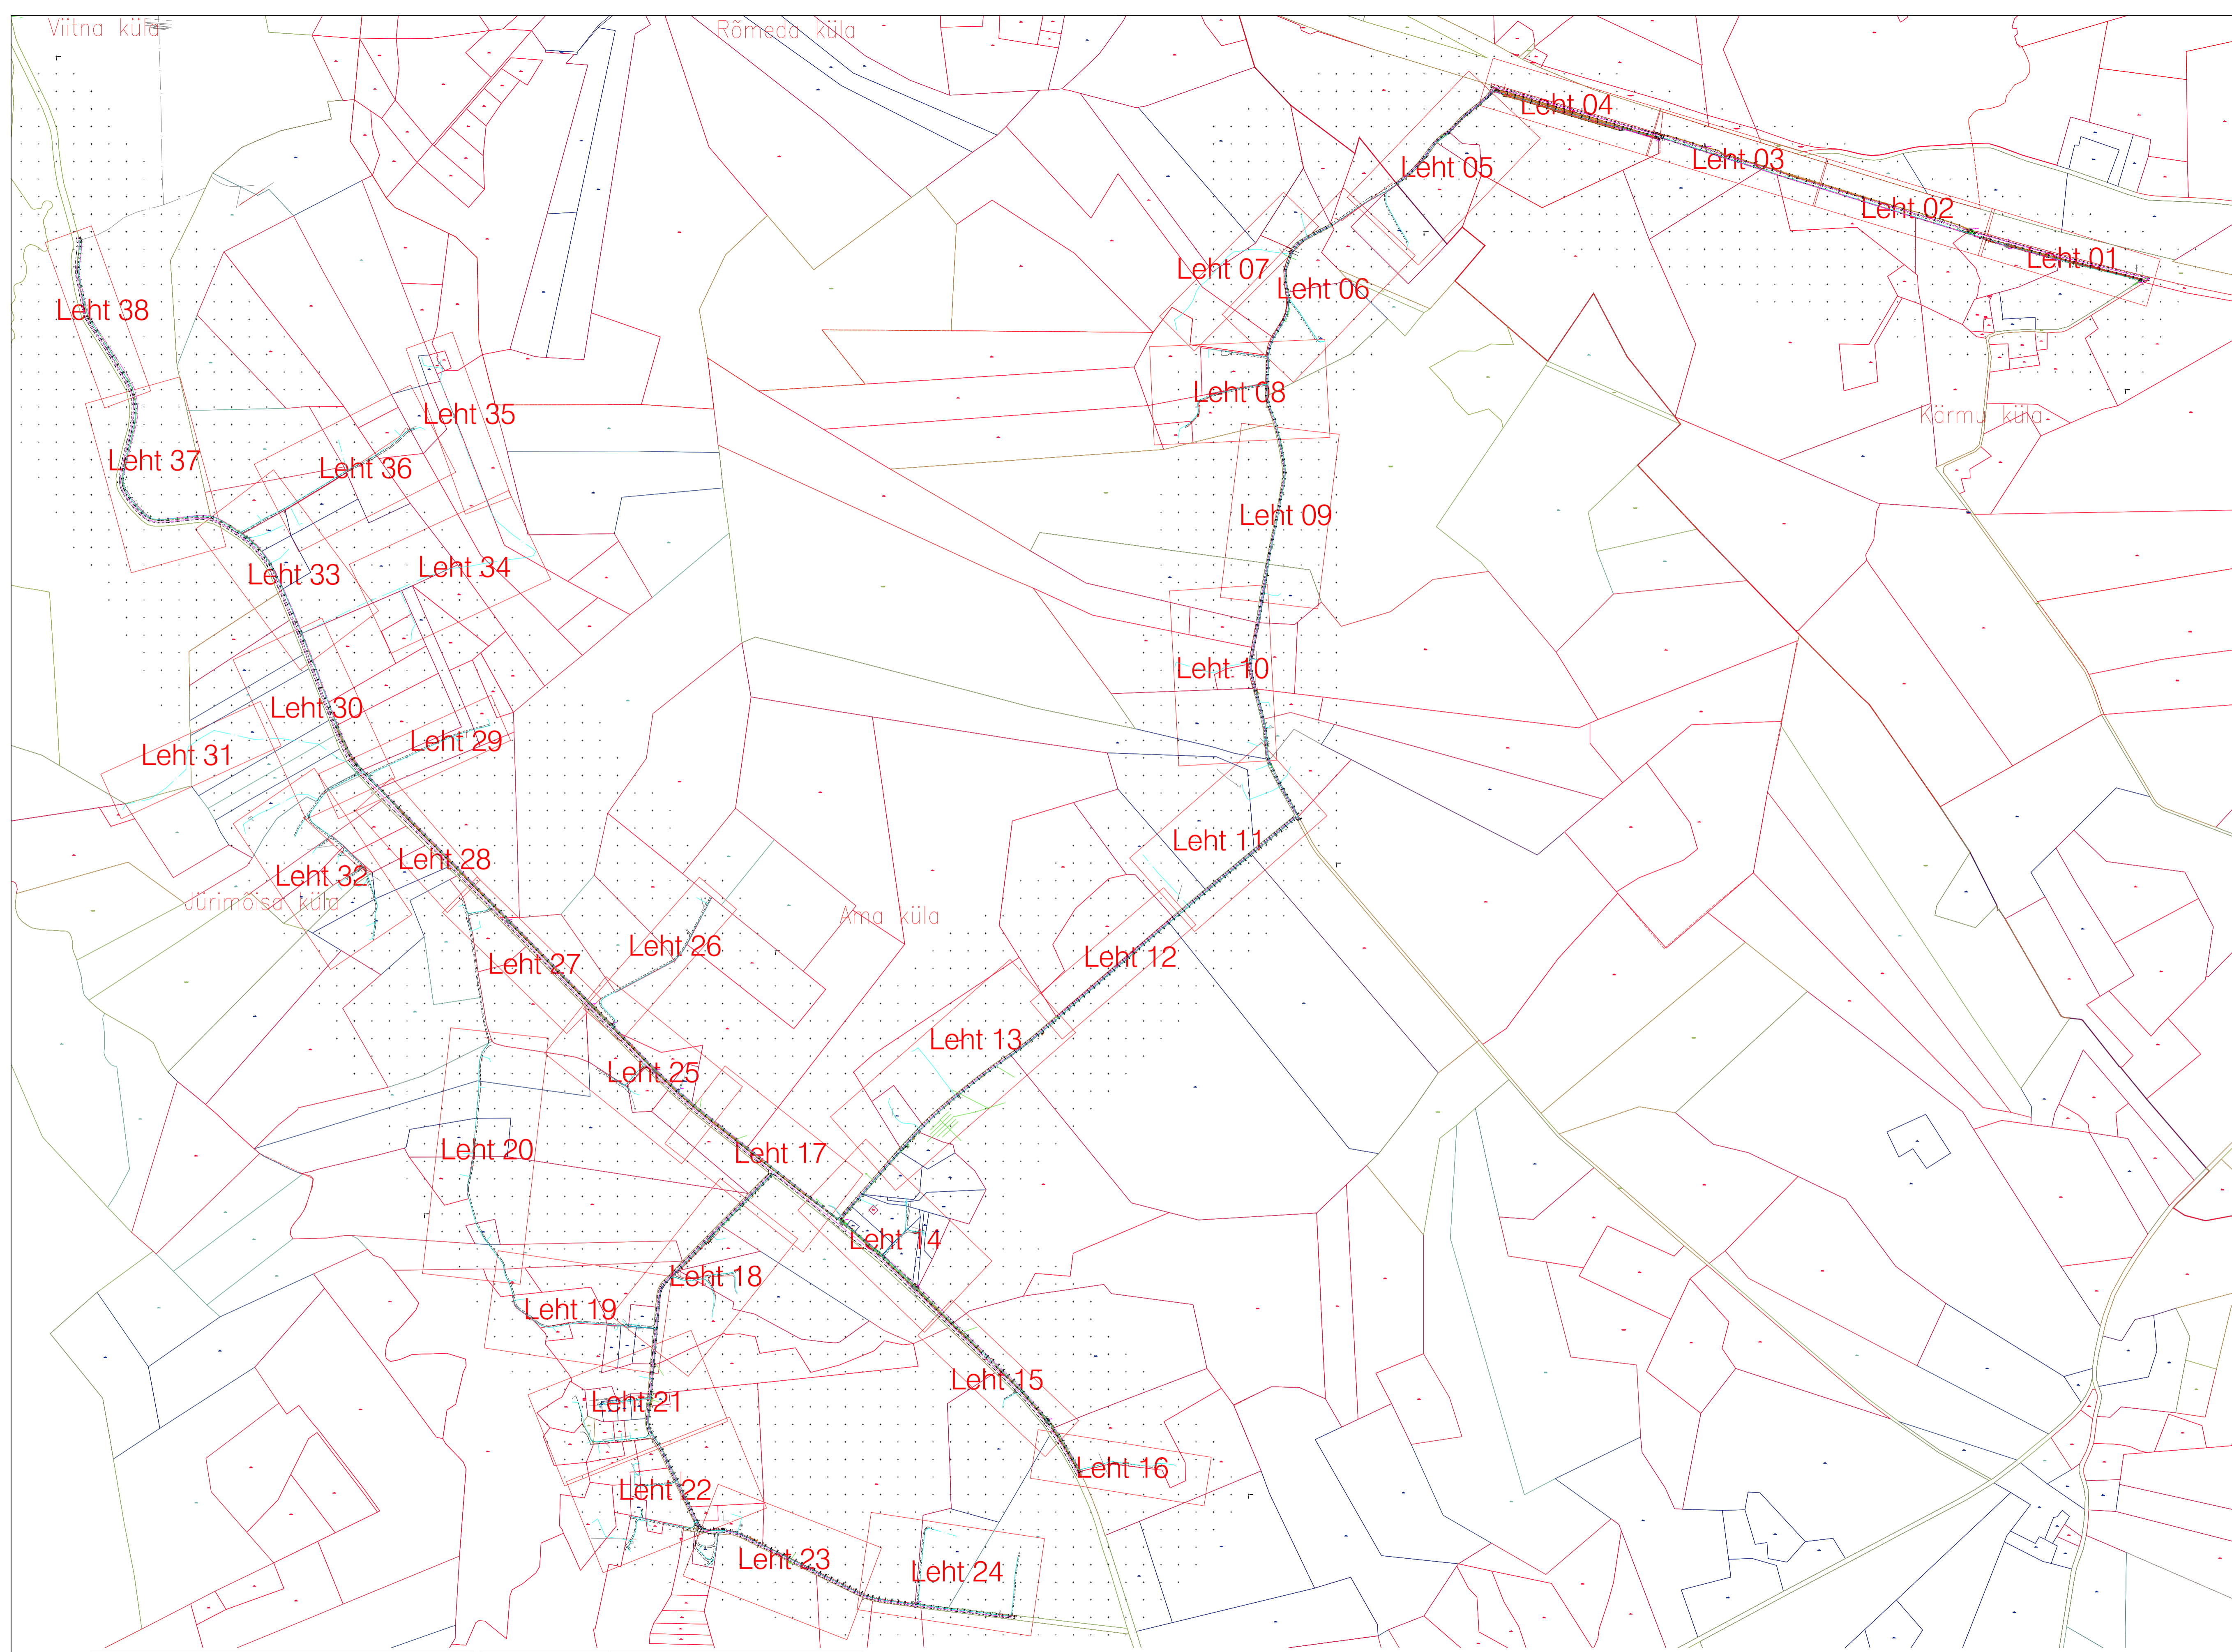 Viitna küla
Rõmeda küla
Leht 04
Leht 03
Leht 05
Leht 02
Leht 01
Leht 07
Leht 06
Leht 38
Leht 08
Leht 35
Kärmu küla
Leht 37
Leht 36
Leht 09
Leht 34
Leht 33
Leht 10
Leht 30
Leht 29
Leht 31
Leht 11
Leht 28
Leht 32
Jürimõisa küla
Ama küla
Leht 26
Leht 12
Leht 27
Leht 13
Leht 25
Leht 20
Leht 17
Leht 14
Leht 18
Leht 19
Leht 15
Leht 21
Leht 16
Leht 22
Leht 23
Leht 24